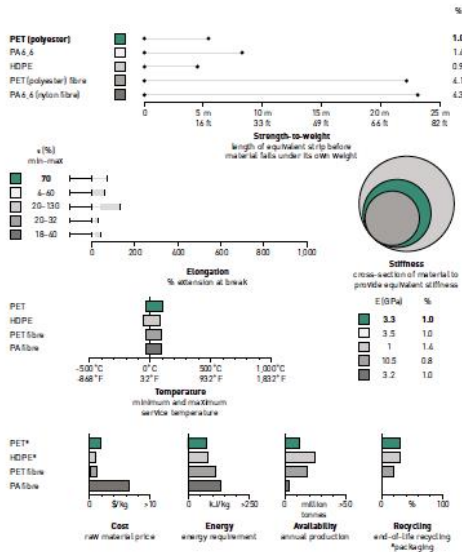 %
PET (polyester) 1.0
PA6,6 1.4
HDPE 0.9
PET (polyester) fibre 4.1
PA6,6 (nylon fibre) 4.3
0 5 m 10 m 15 m 20 m 25 m
16 ft 33 ft 49 ft 66 ft 82 ft
Strength-to-weight
length of equivalent strip before
material fails under its own weight
ε (%)
min-max
70
4-60
20-130
20-32
18-40
0 200 400 600 800 1,000
Elongation
% extension at break
Stiffness
cross-section of material to
provide equivalent stiffness
E (GPa) %
3.3 1.0
3.5 1.0
1 1.4
10.5 0.8
3.2 1.0
PET
HDPE
PET fibre
PA fibre
-500°C 0°C 500°C 1,000°C
-868°F 32°F 932°F 1,832°F
Temperature
minimum and maximum
service temperature
PET*
HDPE*
PET fibre
PA fibre
0 $/kg >10
0 kJ/kg >250
0 million >50
tonnes
0 % 100
Cost
raw material price
Energy
energy requirement
Availability
annual production
Recycling
end-of-life recycling
*packaging